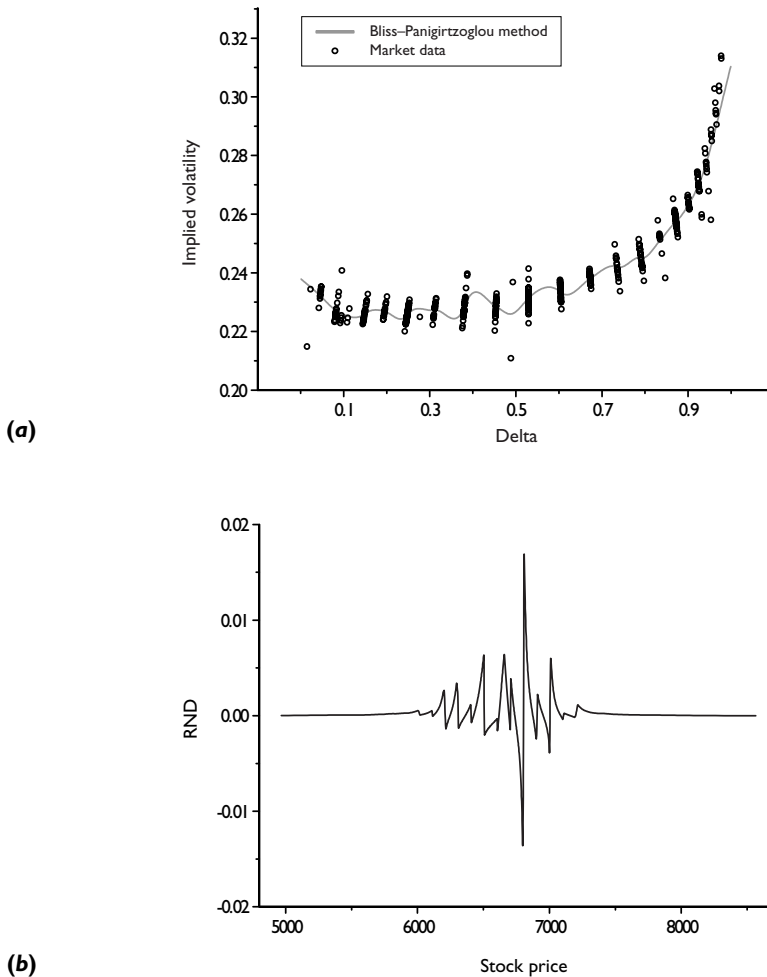 0.32
0.30
0.28
0.26
0.24
0.22
0.20
Implied volatility
Bliss–Panigirtzoglou method
Market data
0.1 0.3 0.5 0.7 0.9
Delta
(a)
0.02
0.01
0.00
-0.01
-0.02
RND
5000 6000 7000 8000
Stock price
(b)